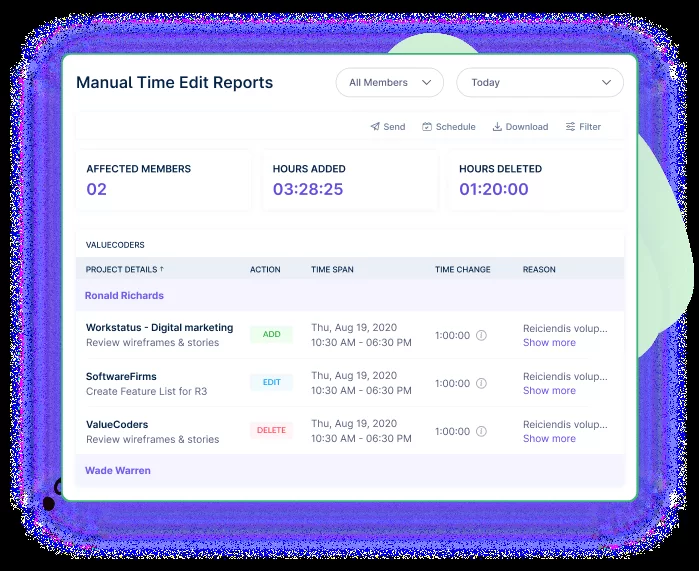 Manual Time Edit Reports
All Members
Today
Send Schedule Download Filter
AFFECTED MEMBERS
02
HOURS ADDED
03:28:25
HOURS DELETED
01:20:00
VALUECODERS
PROJECT DETAILS ↑ ACTION TIME SPAN TIME CHANGE REASON
Ronald Richards
Workstatus - Digital marketing
Review wireframes & stories
ADD
Thu, Aug 19, 2020
10:30 AM - 06:30 PM
1:00:00
Reiciendis volup...
Show more
SoftwareFirms
Create Feature List for R3
EDIT
Thu, Aug 19, 2020
10:30 AM - 06:30 PM
1:00:00
Reiciendis volup...
Show more
ValueCoders
Review wireframes & stories
DELETE
Thu, Aug 19, 2020
10:30 AM - 06:30 PM
1:00:00
Reiciendis volup...
Show more
Wade Warren